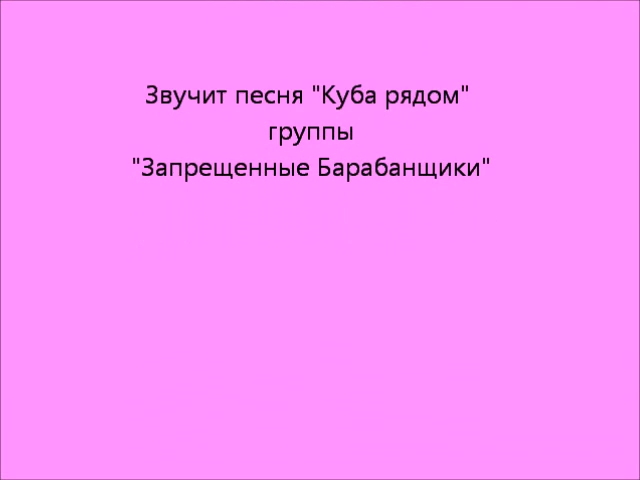 Звучит песня "Куба рядом"
группы
"Запрещенные Барабанщики"